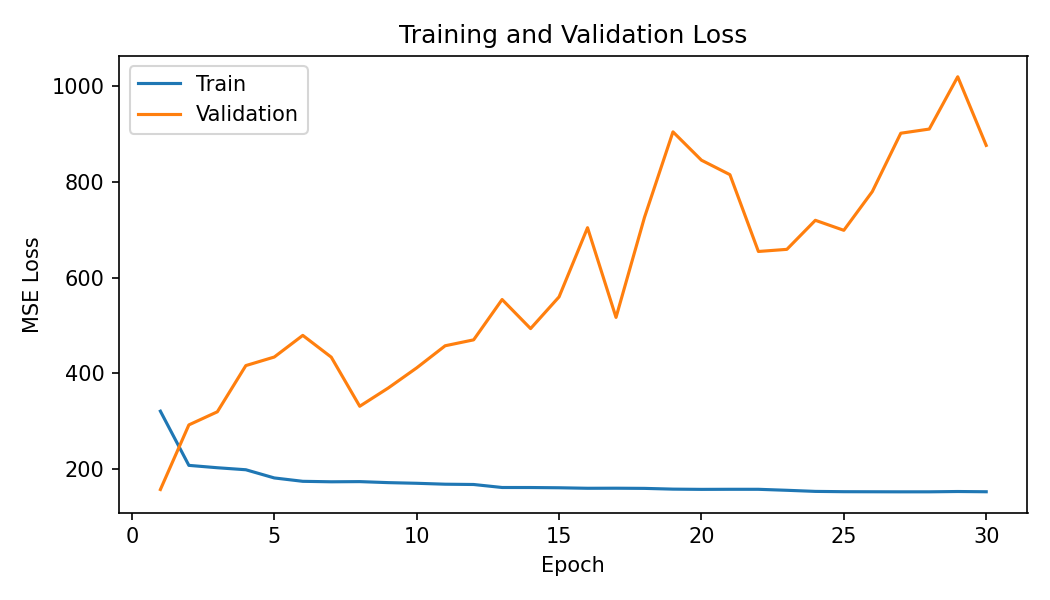 Training and Validation Loss
Train
Validation
MSE Loss
1000
800
600
400
200
0 5 10 15 20 25 30
Epoch